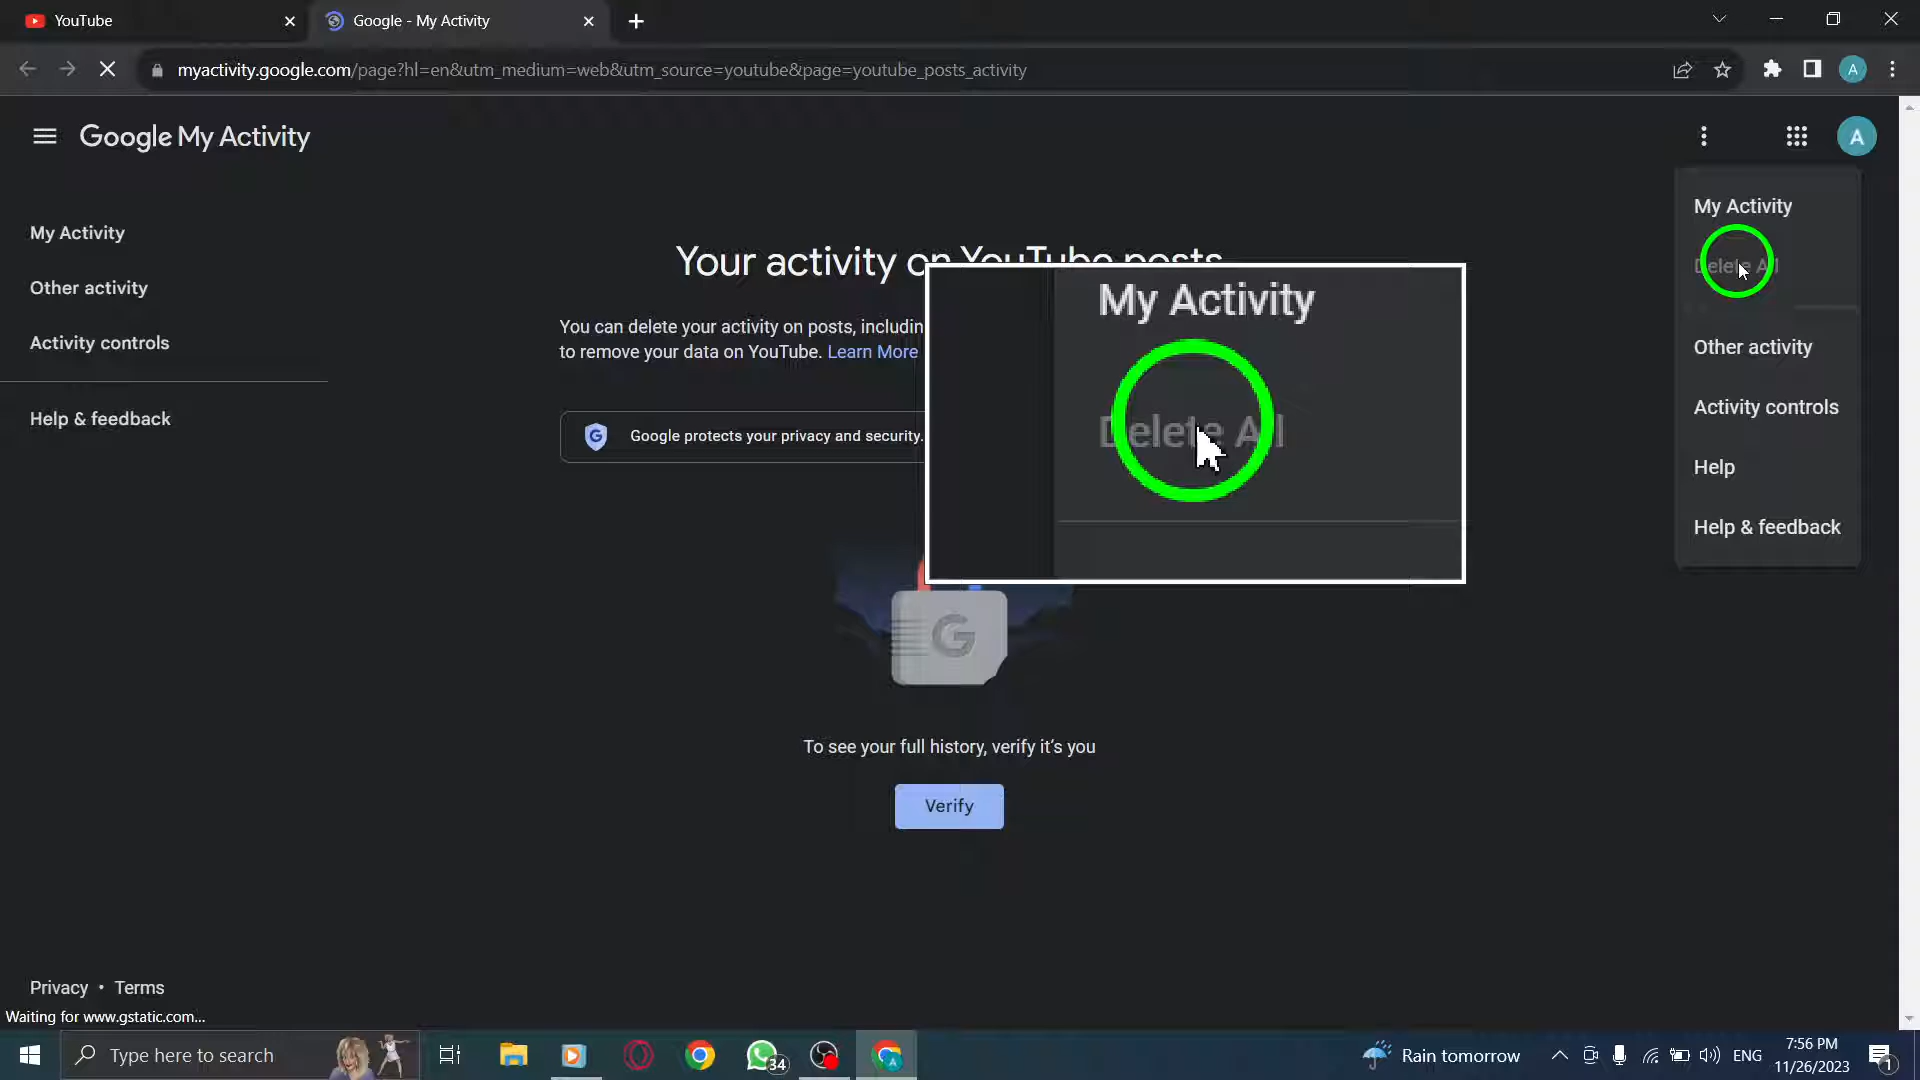 YouTube
Google - My Activity
myactivity.google.com/page?hl=en&utm_medium=web&utm_source=youtube&page=youtube_posts_activity
A
Google My Activity
A
My Activity
Other activity
Activity controls
Help & feedback
Your activity on YouTube posts
You can delete your activity on posts, includin
to remove your data on YouTube. Learn More
G
Google protects your privacy and security.
My Activity
Delete All
My Activity
Delete All
Other activity
Activity controls
Help
Help & feedback
G
To see your full history, verify it's you
Verify
Privacy • Terms
Waiting for www.gstatic.com...
Type here to search
34
A
Rain tomorrow
ENG
7:56 PM
11/26/2023
1